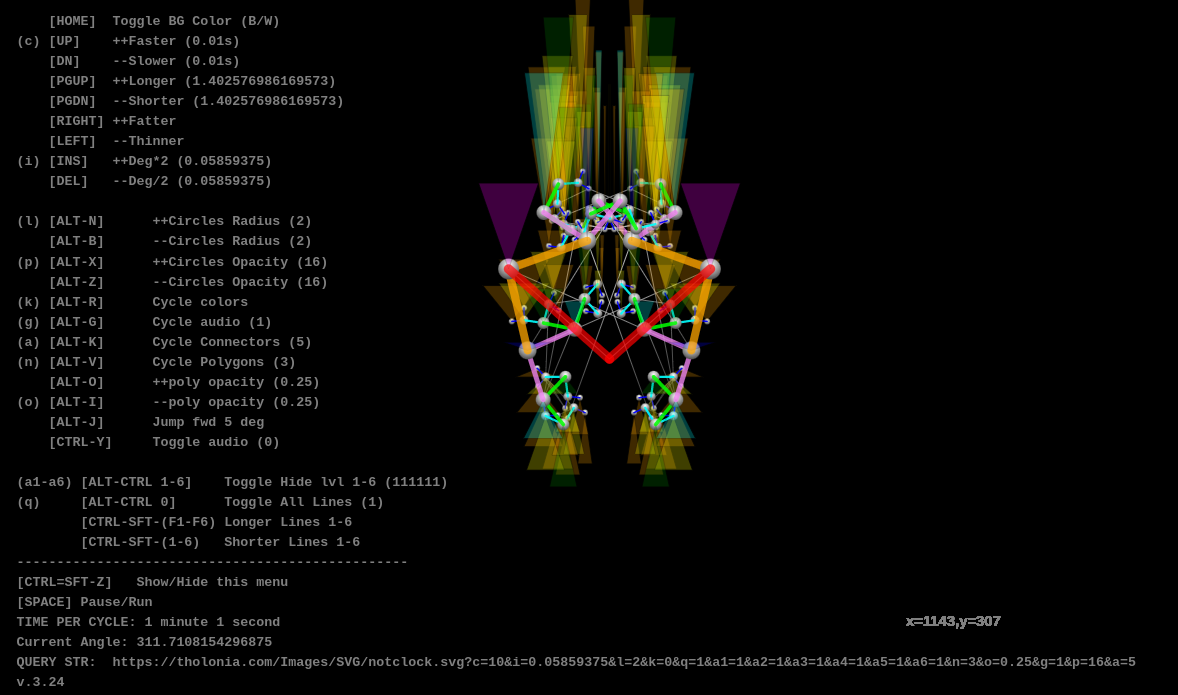 [HOME] Toggle BG Color (B/W)
(c) [UP] ++Faster (0.01s)
[DN] --Slower (0.01s)
[PGUP] ++Longer (1.402576986169573)
[PGDN] --Shorter (1.402576986169573)
[RIGHT] ++Fatter
[LEFT] --Thinner
(i) [INS] ++Deg*2 (0.05859375)
[DEL] --Deg/2 (0.05859375)
(l) [ALT-N] ++Circles Radius (2)
[ALT-B] --Circles Radius (2)
(p) [ALT-X] ++Circles Opacity (16)
[ALT-Z] --Circles Opacity (16)
(k) [ALT-R] Cycle colors
(g) [ALT-G] Cycle audio (1)
(a) [ALT-K] Cycle Connectors (5)
(n) [ALT-V] Cycle Polygons (3)
[ALT-O] ++poly opacity (0.25)
(o) [ALT-I] --poly opacity (0.25)
[ALT-J] Jump fwd 5 deg
[CTRL-Y] Toggle audio (0)
(a1-a6) [ALT-CTRL 1-6] Toggle Hide lvl 1-6 (111111)
(q) [ALT-CTRL 0] Toggle All Lines (1)
[CTRL-SFT-(F1-F6) Longer Lines 1-6
[CTRL-SFT-(1-6) Shorter Lines 1-6
-------------------------------------------------
[CTRL=SFT-Z] Show/Hide this menu
[SPACE] Pause/Run
TIME PER CYCLE: 1 minute 1 second
x=1143,y=307
Current Angle: 311.7108154296875
QUERY STR: https://tholonia.com/Images/SVG/notclock.svg?c=10&i=0.05859375&l=2&k=0&q=1&a1=1&a2=1&a3=1&a4=1&a5=1&a6=1&n=3&o=0.25&g=1&p=16&a=5
v.3.24